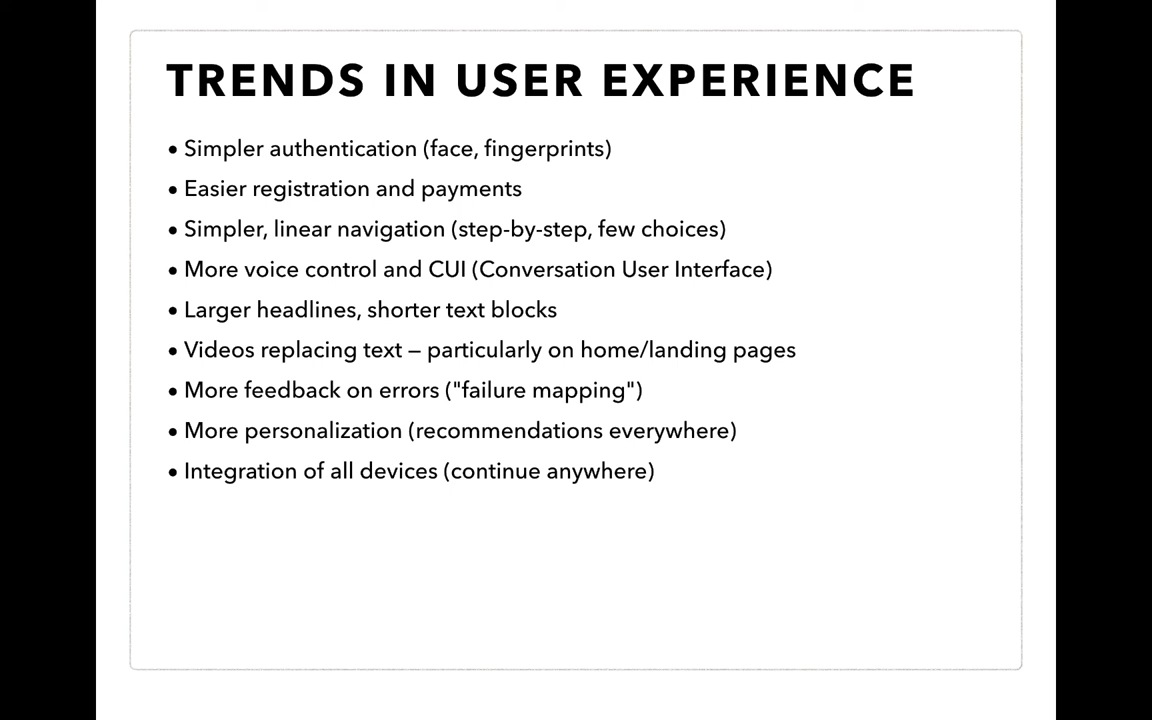 TRENDS IN USER EXPERIENCE
• Simpler authentication (face, fingerprints)
• Easier registration and payments
• Simpler, linear navigation (step-by-step, few choices)
• More voice control and CUI (Conversation User Interface)
• Larger headlines, shorter text blocks
• Videos replacing text – particularly on home/landing pages
• More feedback on errors ("failure mapping")
• More personalization (recommendations everywhere)
• Integration of all devices (continue anywhere)